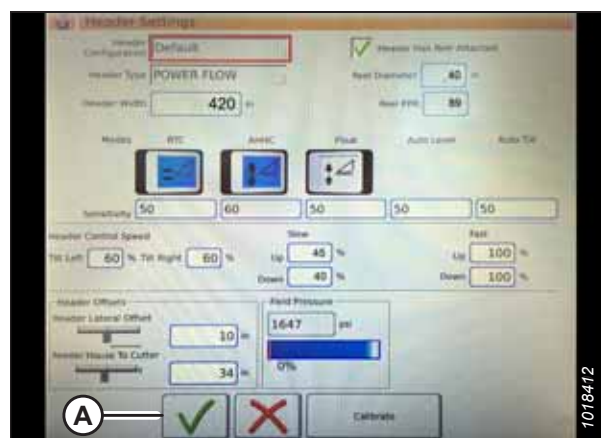 Header Settings
Header Configuration Default
Header Has Reel Attached
Header Type POWER FLOW
Reel Diameter 40 in
Header Width 420 in
Reel PPR 89
Modes RTC AHHC Float Auto Level Auto Tilt
Sensitivity 50 60 50 50 50
Header Control Speed
Slow
Fast
Tilt Left 60 % Tilt Right 60 %
Up 45 %
Up 100 %
Down 40 %
Down 100 %
Header Offsets
Field Pressure
Header Lateral Offset
10 in
1647 psi
Feeder House To Cutter
34 in
0%
A
Calibrate
1018412